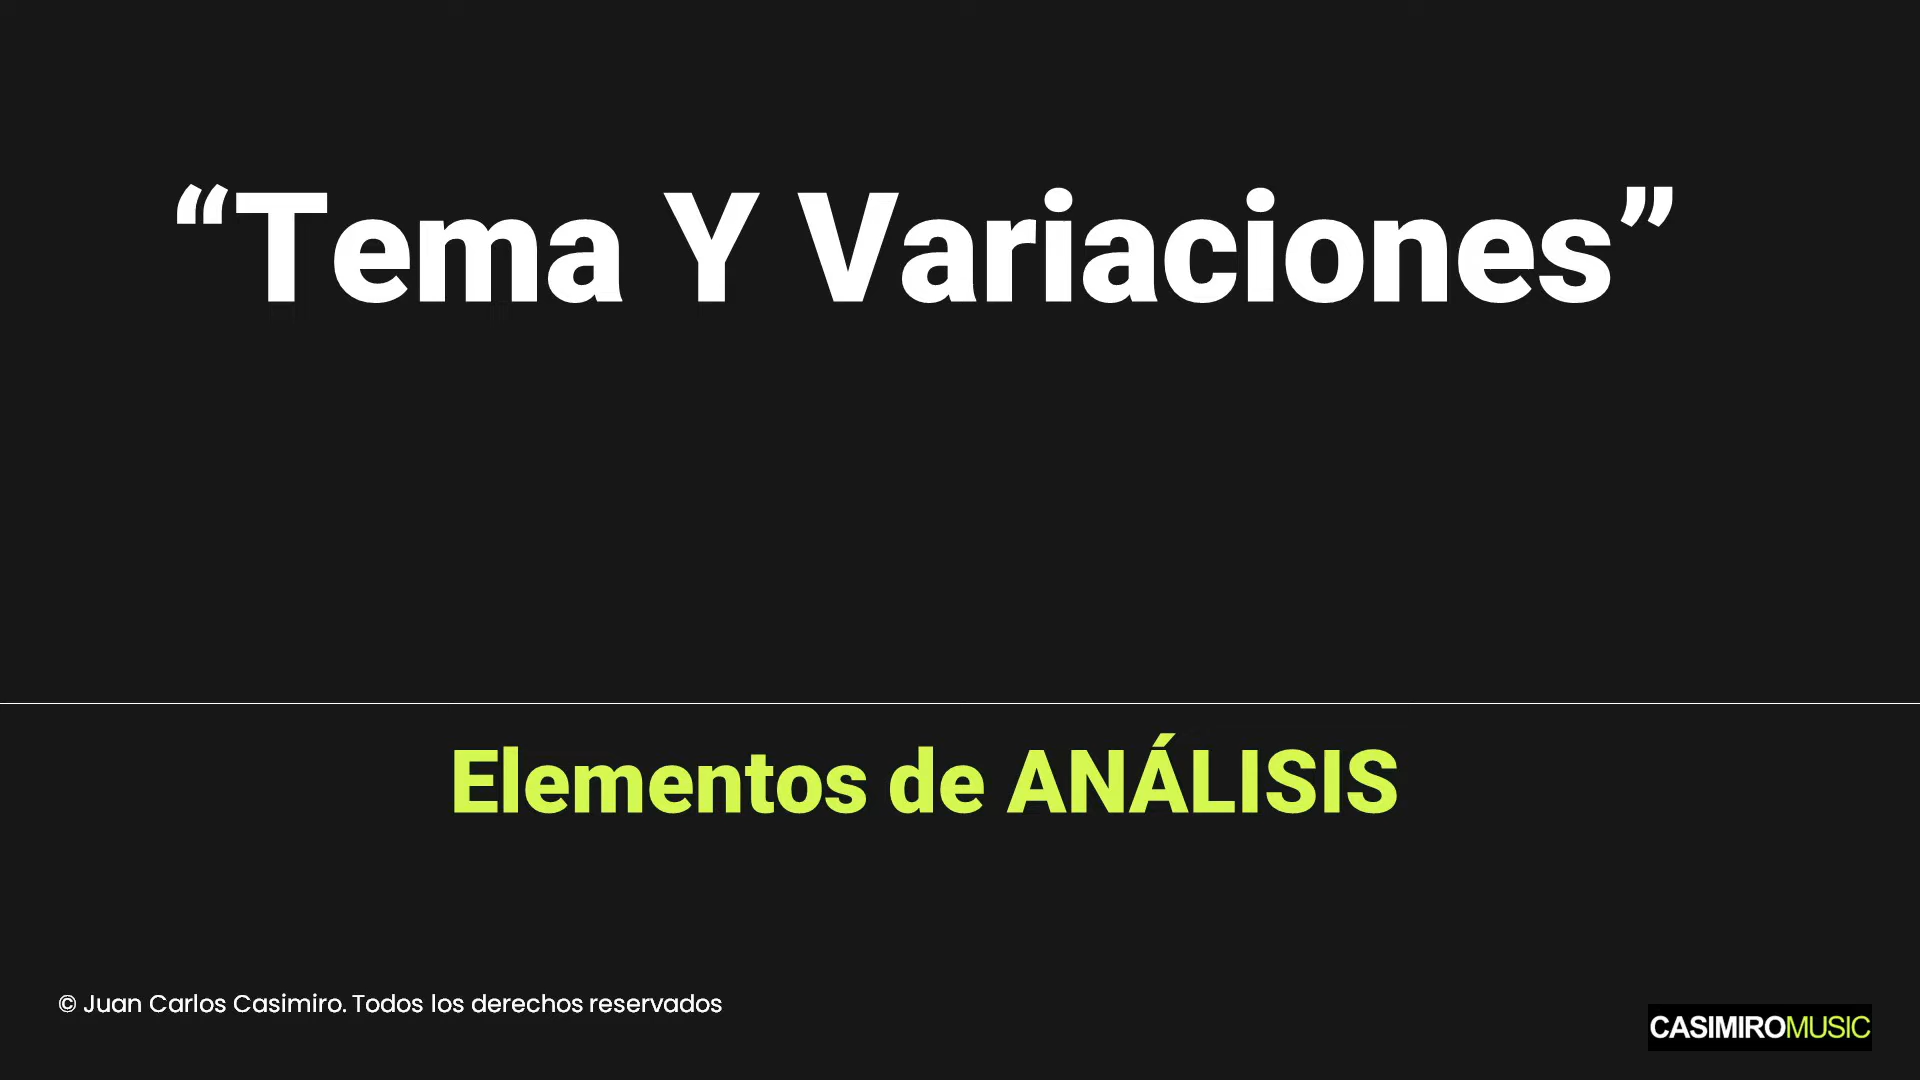 “Tema Y Variaciones”
Elementos de ANÁLISIS
© Juan Carlos Casimiro. Todos los derechos reservados
CASIMIROMUSIC